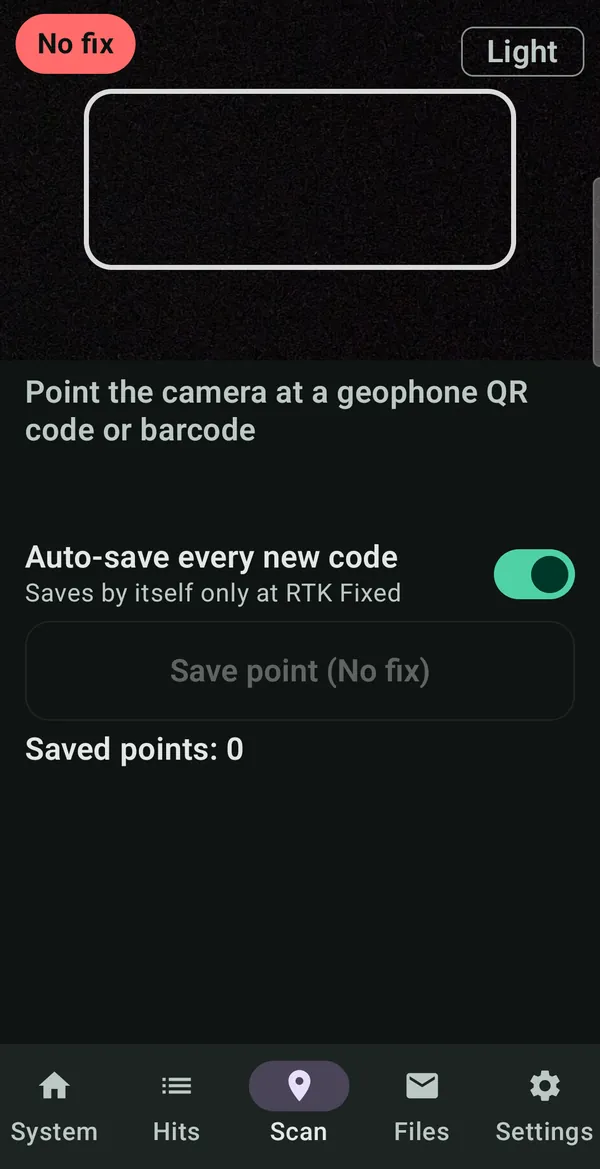 No fix
Light
Point the camera at a geophone QR
code or barcode
Auto-save every new code
Saves by itself only at RTK Fixed
Save point (No fix)
Saved points: 0
System
Hits
Scan
Files
Settings